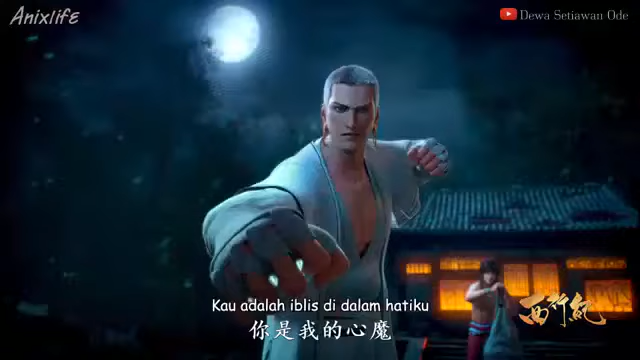 Anixlife
Dewa Setiawan Ode
Kau adalah iblis di dalam hatiku
你是我的心魔
西行纪